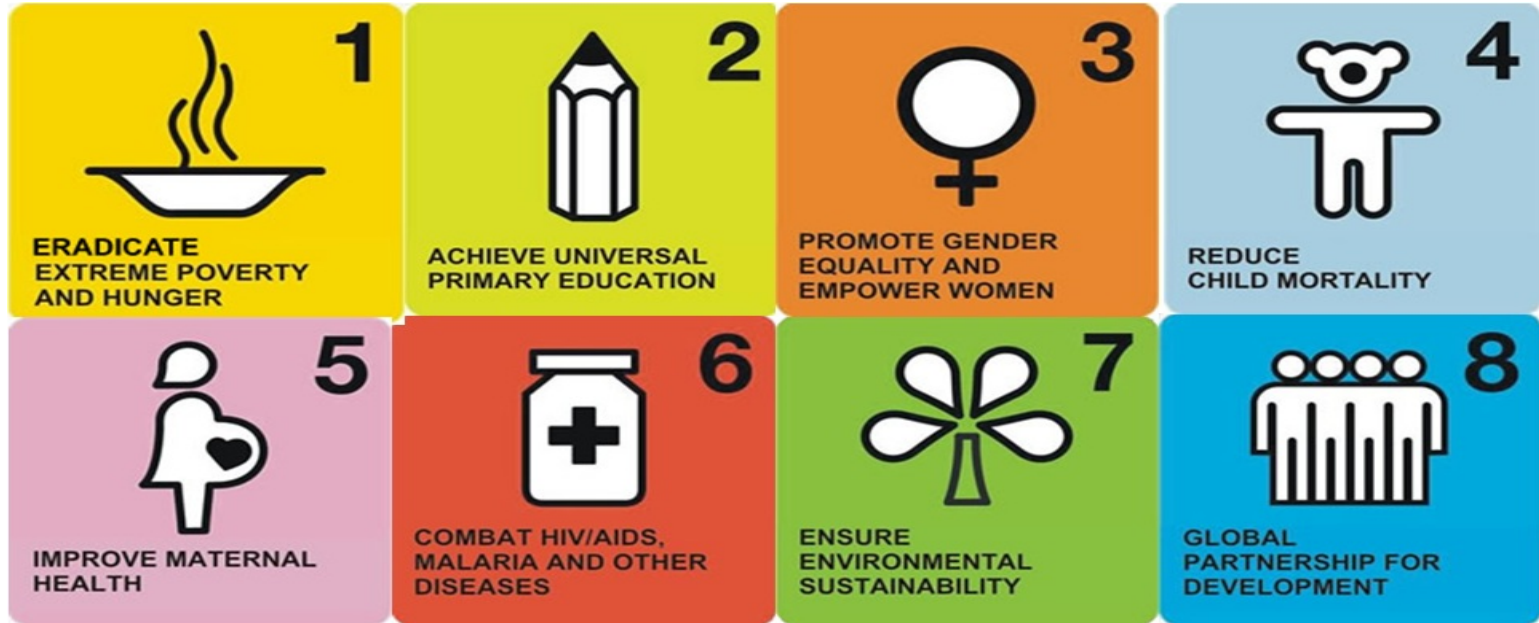 1
ERADICATE
EXTREME POVERTY
AND HUNGER
2
ACHIEVE UNIVERSAL
PRIMARY EDUCATION
3
PROMOTE GENDER
EQUALITY AND
EMPOWER WOMEN
4
REDUCE
CHILD MORTALITY
5
IMPROVE MATERNAL
HEALTH
6
COMBAT HIV/AIDS,
MALARIA AND OTHER
DISEASES
7
ENSURE
ENVIRONMENTAL
SUSTAINABILITY
8
GLOBAL
PARTNERSHIP FOR
DEVELOPMENT